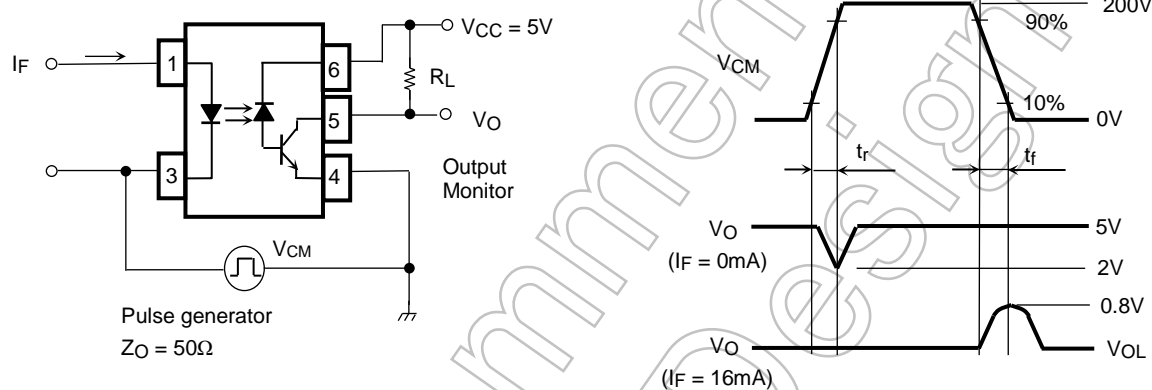 IF
1
3
6
5
4
VCC = 5V
RL
VO
Output
Monitor
VCM
Pulse generator
ZO = 50Ω
VCM
200V
90%
10%
0V
tr
tf
VO
(IF = 0mA)
5V
2V
0.8V
VO
(IF = 16mA)
VOL